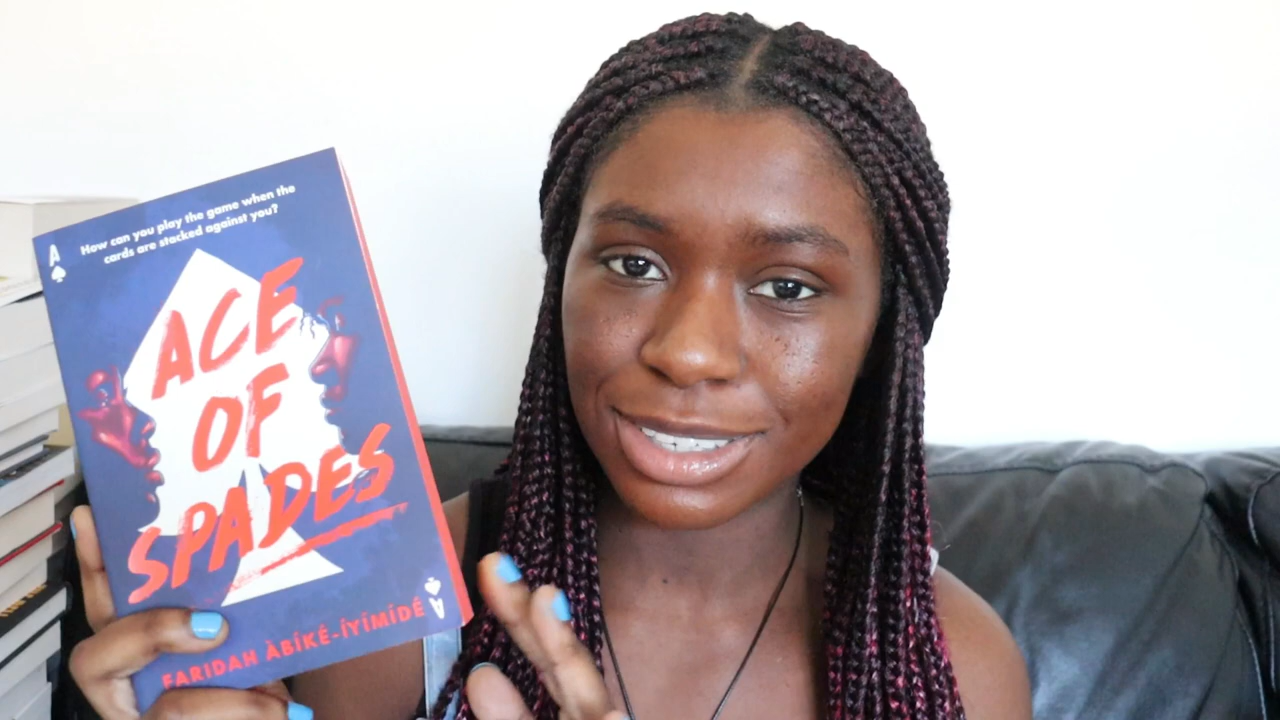 How can you play the game when the
cards are stacked against you?
A
ACE
OF
SPADES
A
FARIDAH ÀBÍKÉ-ÍYÍMÍDÉ